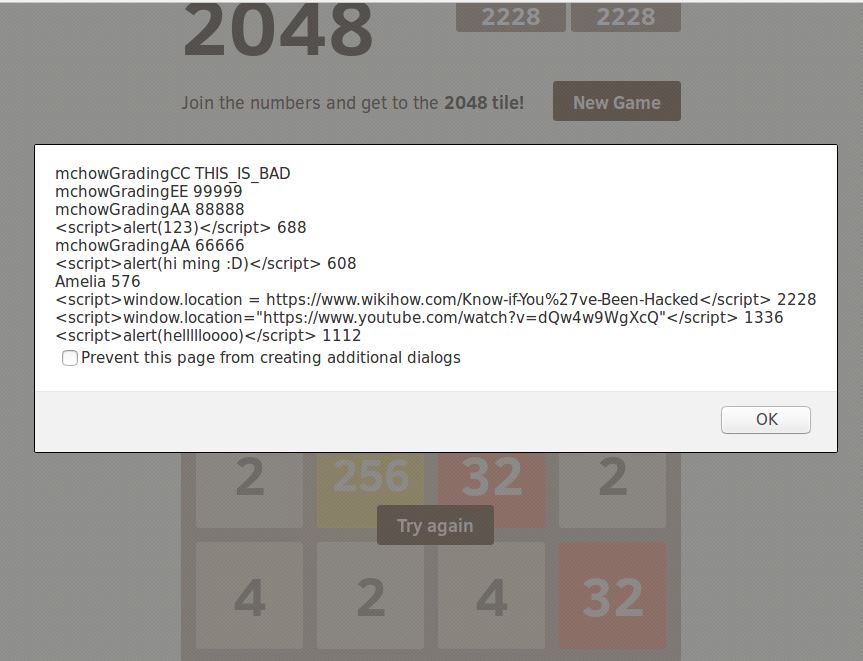 2048
2228 2228
Join the numbers and get to the 2048 tile!
New Game
mchowGradingCC THIS_IS_BAD
mchowGradingEE 99999
mchowGradingAA 88888
<script>alert(123)</script> 688
mchowGradingAA 66666
<script>alert(hi ming :D)</script> 608
Amelia 576
<script>window.location = https://www.wikihow.com/Know-if-You%27ve-Been-Hacked</script> 2228
<script>window.location="https://www.youtube.com/watch?v=dQw4w9WgXcQ"</script> 1336
<script>alert(helllloooo)</script> 1112
Prevent this page from creating additional dialogs
OK
2 256 32 2
Try again
4 2 4 32